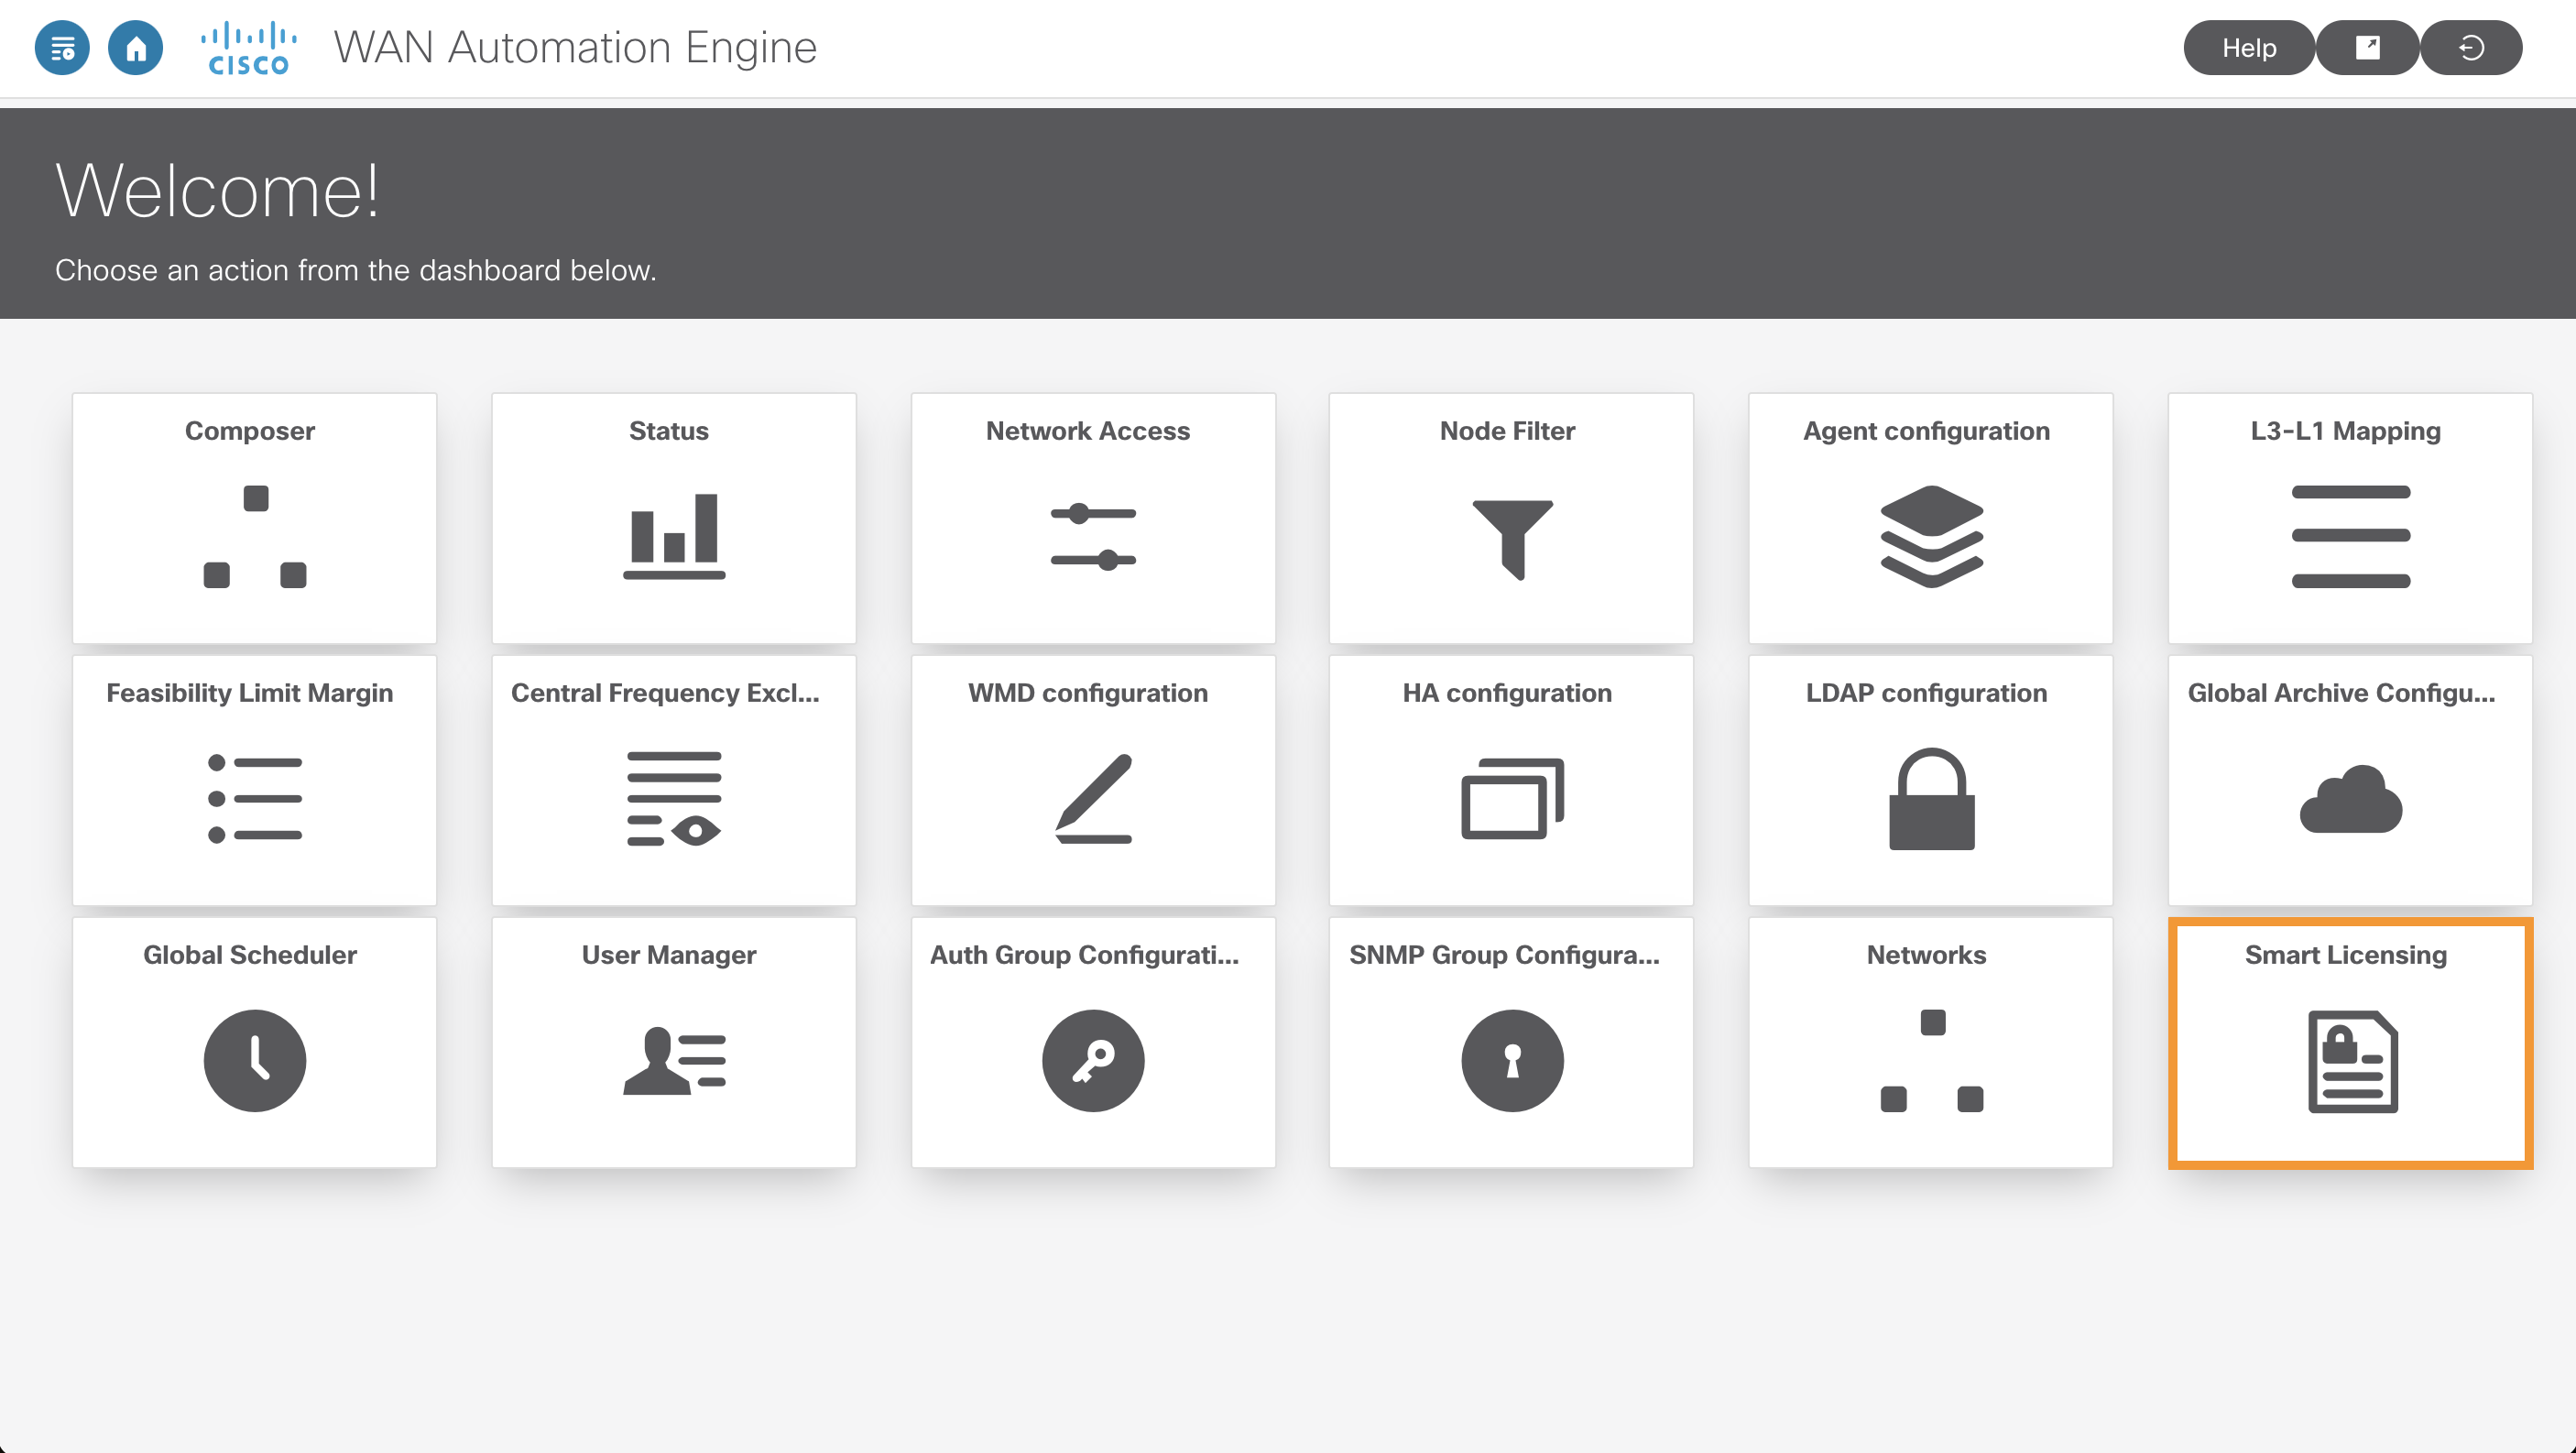 CISCO
WAN Automation Engine
Help
Welcome!
Choose an action from the dashboard below.
Composer
Status
Network Access
Node Filter
Agent configuration
L3-L1 Mapping
Feasibility Limit Margin
Central Frequency Excl...
WMD configuration
HA configuration
LDAP configuration
Global Archive Configu...
Global Scheduler
User Manager
Auth Group Configurati...
SNMP Group Configura...
Networks
Smart Licensing